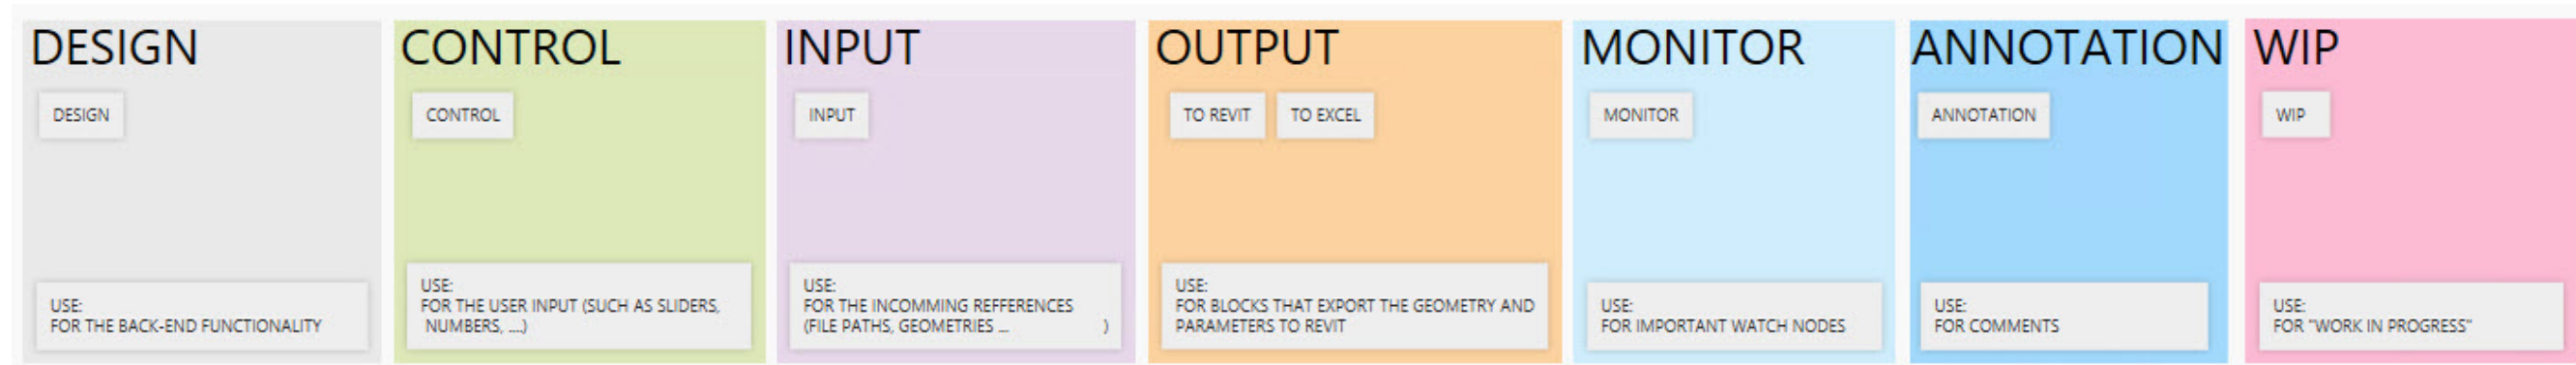 DESIGN
DESIGN
USE:
FOR THE BACK-END FUNCTIONALITY
CONTROL
CONTROL
USE:
FOR THE USER INPUT (SUCH AS SLIDERS,
NUMBERS, ....)
INPUT
INPUT
USE:
FOR THE INCOMMING REFFERENCES
(FILE PATHS, GEOMETRIES ... )
OUTPUT
TO REVIT TO EXCEL
USE:
FOR BLOCKS THAT EXPORT THE GEOMETRY AND
PARAMETERS TO REVIT
MONITOR
MONITOR
USE:
FOR IMPORTANT WATCH NODES
ANNOTATION
ANNOTATION
USE:
FOR COMMENTS
WIP
WIP
USE:
FOR "WORK IN PROGRESS"